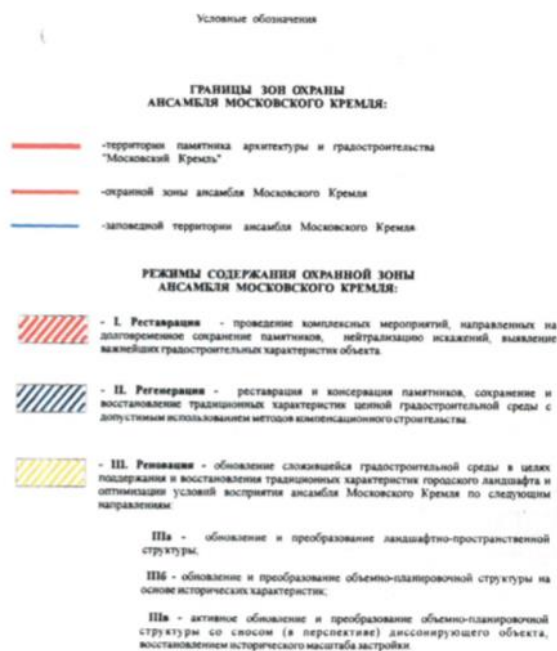 Условные обозначения
ГРАНИЦЫ ЗОН ОХРАНЫ
АНСАМБЛЯ МОСКОВСКОГО КРЕМЛЯ:
-территории памятника архитектуры и градостроительства
"Московский Кремль"
-охранной зоны ансамбля Московского Кремля
-заповедной территории ансамбля Московского Кремля
РЕЖИМЫ СОДЕРЖАНИЯ ОХРАННОЙ ЗОНЫ
АНСАМБЛЯ МОСКОВСКОГО КРЕМЛЯ:
- I. Реставрация - проведение комплексных мероприятий, направленных на
долговременное сохранение памятников, нейтрализацию искажений, выявление
важнейших градостроительных характеристик объекта.
- II. Регенерация - реставрация и консервация памятников, сохранение и
восстановление традиционных характеристик ценной градостроительной среды с
допустимым использованием методов компенсационного строительства.
- III. Реновация - обновление сложившейся градостроительной среды в целях
поддержания и восстановления традиционных характеристик городского ландшафта и
оптимизации условий восприятия ансамбля Московского Кремля по следующим
направлениям:
IIIа - обновление и преобразование ландшафтно-пространственной
структуры;
IIIб - обновление и преобразование объемно-планировочной структуры на
основе исторических характеристик;
IIIв - активное обновление и преобразование объемно-планировочной
структуры со сносом (в перспективе) диссонирующего объекта,
восстановлением исторического масштаба застройки.